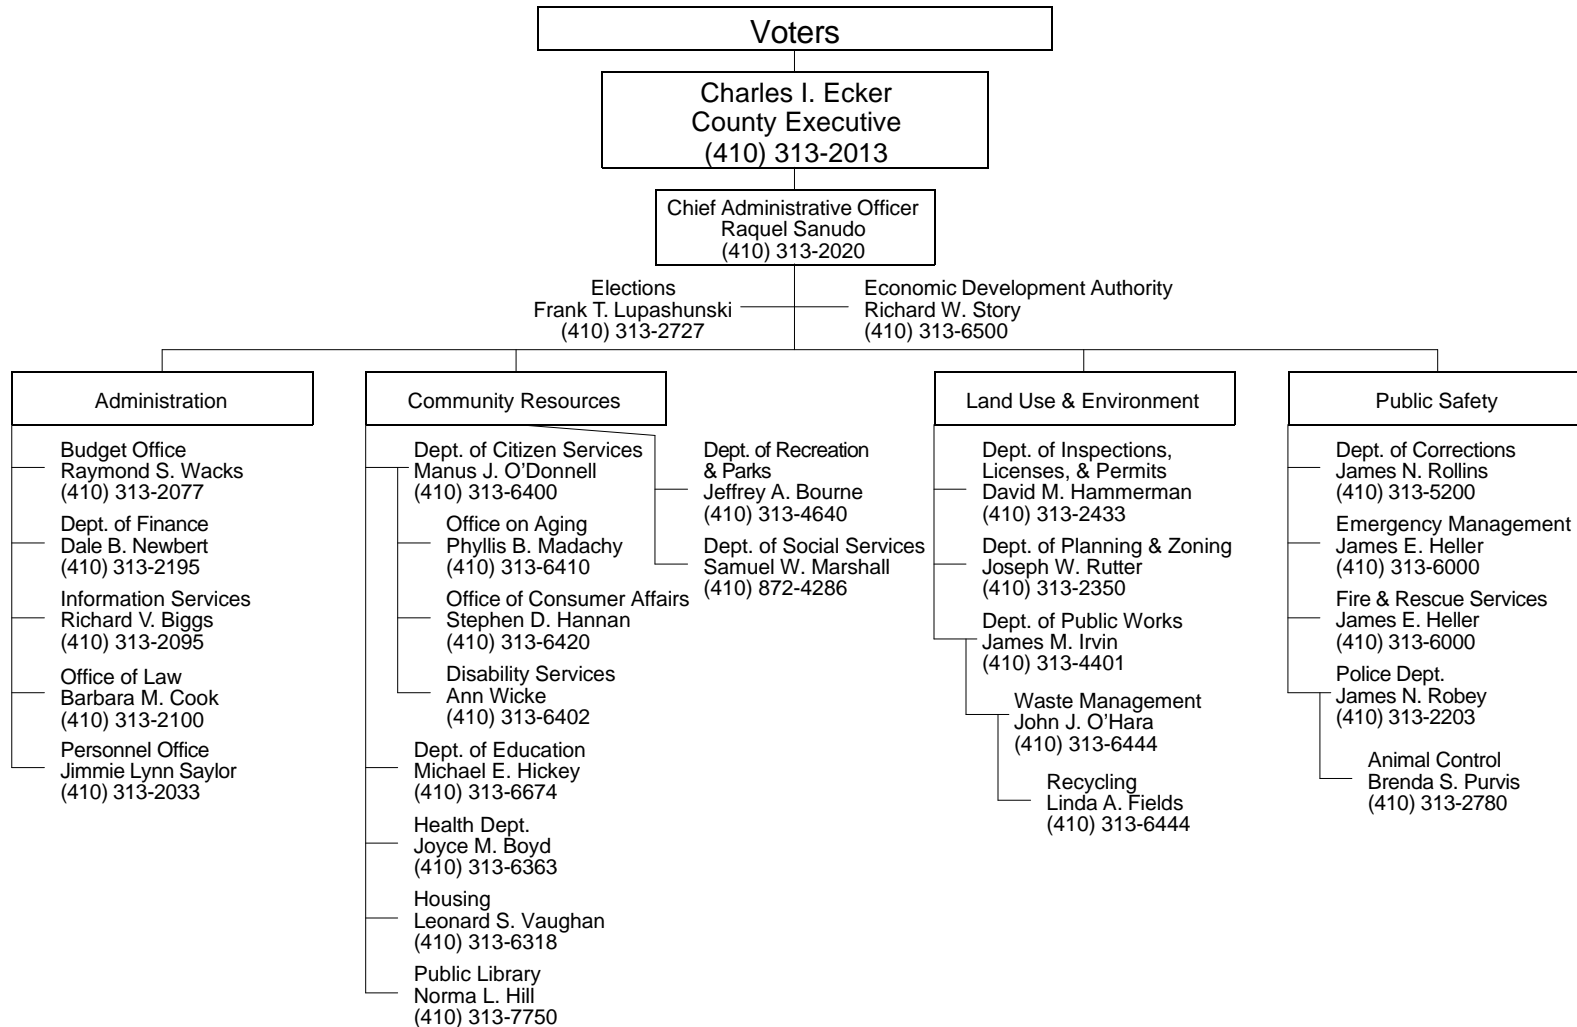 Voters
Charles I. Ecker
County Executive
(410) 313-2013
Chief Administrative Officer
Raquel Sanudo
(410) 313-2020
Elections
Frank T. Lupashunski
(410) 313-2727
Economic Development Authority
Richard W. Story
(410) 313-6500
Administration
Budget Office
Raymond S. Wacks
(410) 313-2077
Dept. of Finance
Dale B. Newbert
(410) 313-2195
Information Services
Richard V. Biggs
(410) 313-2095
Office of Law
Barbara M. Cook
(410) 313-2100
Personnel Office
Jimmie Lynn Saylor
(410) 313-2033
Community Resources
Dept. of Citizen Services
Manus J. O’Donnell
(410) 313-6400
Office on Aging
Phyllis B. Madachy
(410) 313-6410
Office of Consumer Affairs
Stephen D. Hannan
(410) 313-6420
Disability Services
Ann Wicke
(410) 313-6402
Dept. of Education
Michael E. Hickey
(410) 313-6674
Health Dept.
Joyce M. Boyd
(410) 313-6363
Housing
Leonard S. Vaughan
(410) 313-6318
Public Library
Norma L. Hill
(410) 313-7750
Dept. of Recreation
& Parks
Jeffrey A. Bourne
(410) 313-4640
Dept. of Social Services
Samuel W. Marshall
(410) 872-4286
Land Use & Environment
Dept. of Inspections,
Licenses, & Permits
David M. Hammerman
(410) 313-2433
Dept. of Planning & Zoning
Joseph W. Rutter
(410) 313-2350
Dept. of Public Works
James M. Irvin
(410) 313-4401
Waste Management
John J. O’Hara
(410) 313-6444
Recycling
Linda A. Fields
(410) 313-6444
Public Safety
Dept. of Corrections
James N. Rollins
(410) 313-5200
Emergency Management
James E. Heller
(410) 313-6000
Fire & Rescue Services
James E. Heller
(410) 313-6000
Police Dept.
James N. Robey
(410) 313-2203
Animal Control
Brenda S. Purvis
(410) 313-2780